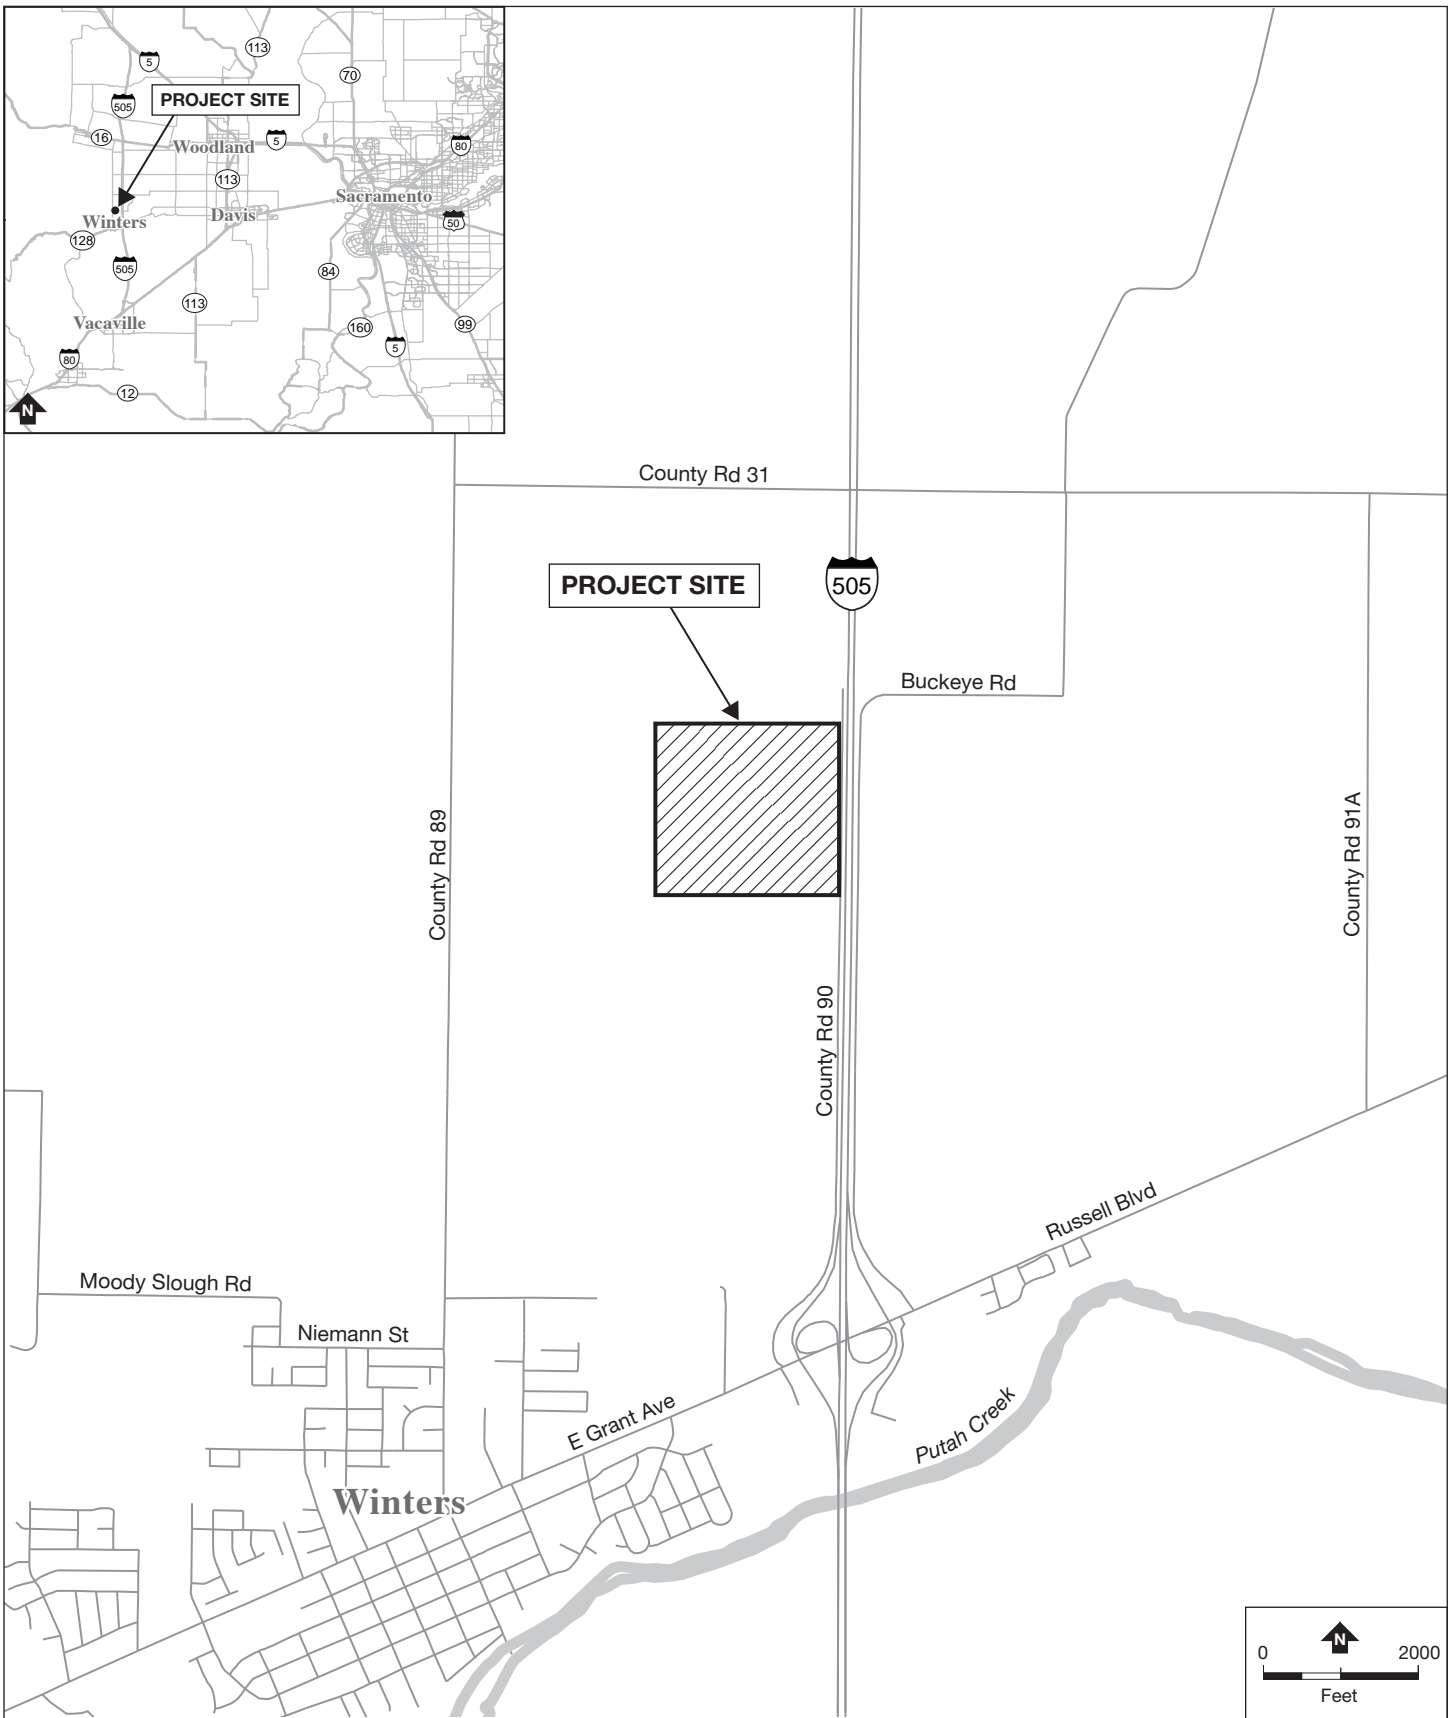 113
5
70
505
PROJECT SITE
16
Woodland
5
80
113
Sacramento
Winters
Davis
50
128
505
84
113
Vacaville
160
99
5
80
12
N
County Rd 31
PROJECT SITE
505
Buckeye Rd
County Rd 89
County Rd 91A
County Rd 90
Russell Blvd
Moody Slough Rd
Niemann St
E Grant Ave
Putah Creek
Winters
N
0
2000
Feet